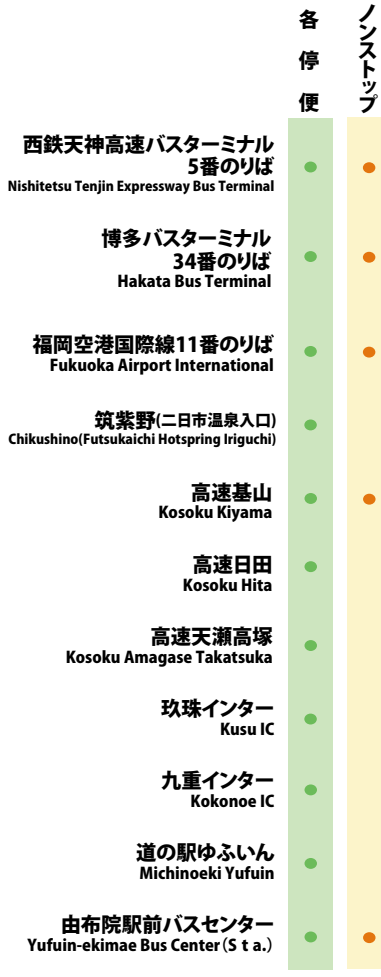 各停便
ノンストップ
西鉄天神高速バスターミナル
5番のりば
Nishitetsu Tenjin Expressway Bus Terminal
博多バスターミナル
34番のりば
Hakata Bus Terminal
福岡空港国際線11番のりば
Fukuoka Airport International
筑紫野(二日市温泉入口)
Chikushino(Futsukaichi Hotspring Iriguchi)
高速基山
Kosoku Kiyama
高速日田
Kosoku Hita
高速天瀬高塚
Kosoku Amagase Takatsuka
玖珠インター
Kusu IC
九重インター
Kokonoe IC
道の駅ゆふいん
Michinoeki Yufuin
由布院駅前バスセンター
Yufuin-ekimae Bus Center(Sta.)